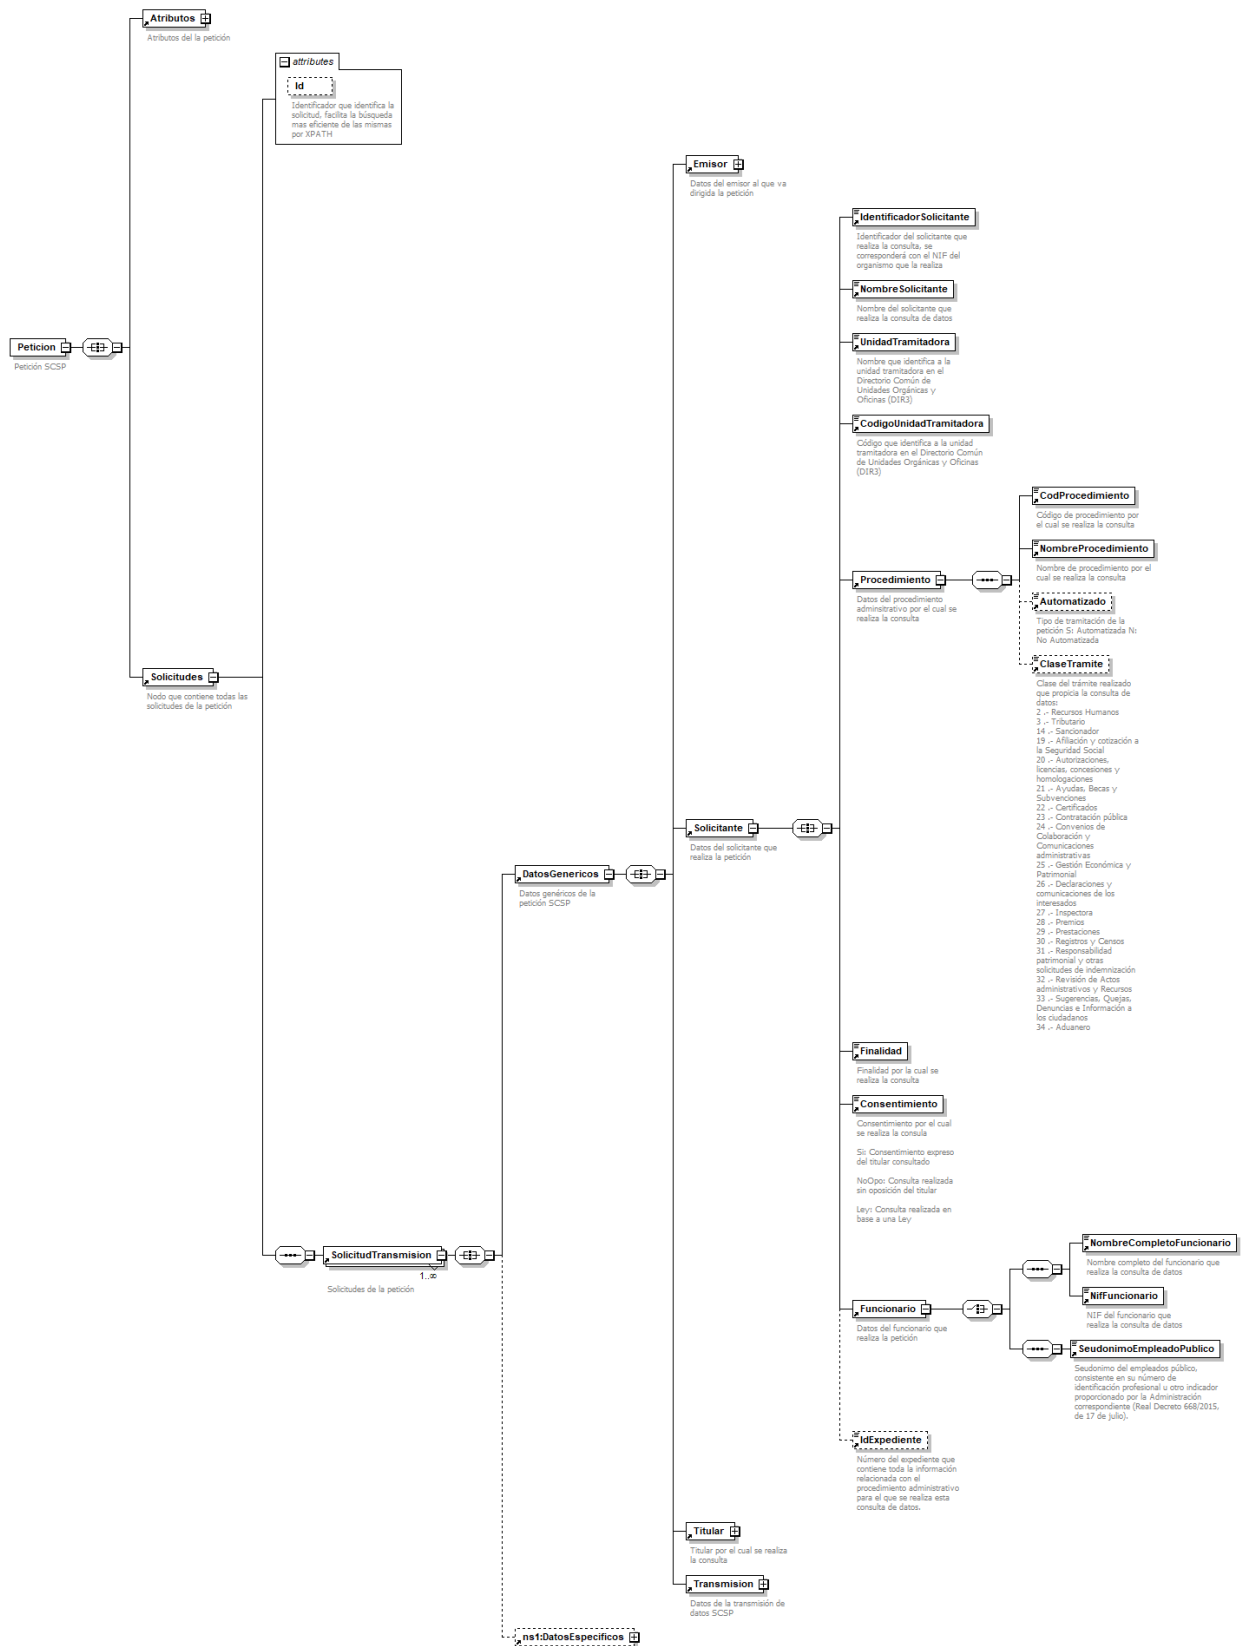 Atributos
Atributos del la petición
attributes
Id
Identificador que identifica la
solicitud, facilita la búsqueda
mas eficiente de las mismas
por XPATH
Emisor
Datos del emisor al que va
dirigida la petición
IdentificadorSolicitante
Identificador del solicitante que
realiza la consulta, se
corresponderá con el NIF del
organismo que la realiza
NombreSolicitante
Nombre del solicitante que
realiza la consulta de datos
UnidadTramitadora
Nombre que identifica a la
unidad tramitadora en el
Directorio Común de
Unidades Orgánicas y
Oficinas (DIR3)
Peticion
Petición SCSP
CodigoUnidadTramitadora
Código que identifica a la unidad
tramitadora en el Directorio Común
de Unidades Orgánicas y Oficinas
(DIR3)
CodProcedimiento
Código de procedimiento por
el cual se realiza la consulta
NombreProcedimiento
Nombre de procedimiento por el
cual se realiza la consulta
Procedimiento
Datos del procedimiento
adminsitrativo por el cual se
realiza la consulta
Automatizado
Tipo de tramitación de la
petición S: Automatizada N:
No Automatizada
ClaseTramite
Clase del trámite realizado
que propicia la consulta de
datos:
2 .- Recursos Humanos
3 .- Tributario
14 .- Sancionador
19 .- Afiliación y cotización a
la Seguridad Social
20 .- Autorizaciones,
licencias, concesiones y
homologaciones
21 .- Ayudas, Becas y
Subvenciones
22 .- Certificados
23 .- Contratación pública
24 .- Convenios de
Colaboración y
Comunicaciones
administrativas
25 .- Gestión Económica y
Patrimonial
26 .- Declaraciones y
comunicaciones de los
interesados
27 .- Inspectora
28 .- Premios
29 .- Prestaciones
30 .- Registros y Censos
31 .- Responsabilidad
patrimonial y otras
solicitudes de indemnización
32 .- Revisión de Actos
administrativos y Recursos
33 .- Sugerencias, Quejas,
Denuncias e Información a
los ciudadanos
34 .- Aduanero
Solicitudes
Nodo que contiene todas las
solicitudes de la petición
Solicitante
Datos del solicitante que
realiza la petición
DatosGenericos
Datos genéricos de la
petición SCSP
Finalidad
Finalidad por la cual se
realiza la consulta
Consentimiento
Consentimiento por el cual
se realiza la consula
Si: Consentimiento expreso
del titular consultado
NoOpo: Consulta realizada
sin oposición del titular
Ley: Consulta realizada en
base a una Ley
SolicitudTransmision
1..∞
Solicitudes de la petición
NombreCompletoFuncionario
Nombre completo del funcionario que
realiza la consulta de datos
NifFuncionario
NIF del funcionario que
realiza la consulta de datos
Funcionario
Datos del funcionario que
realiza la petición
SeudonimoEmpleadoPublico
Seudonimo del empleados público,
consistente en su número de
identificación profesional u otro indicador
proporcionado por la Administración
correspondiente (Real Decreto 668/2015,
de 17 de julio).
IdExpediente
Número del expediente que
contiene toda la información
relacionada con el
procedimiento administrativo
para el que se realiza esta
consulta de datos.
Titular
Titular por el cual se realiza
la consulta
Transmision
Datos de la transmisión de
datos SCSP
ns1:DatosEspecificos